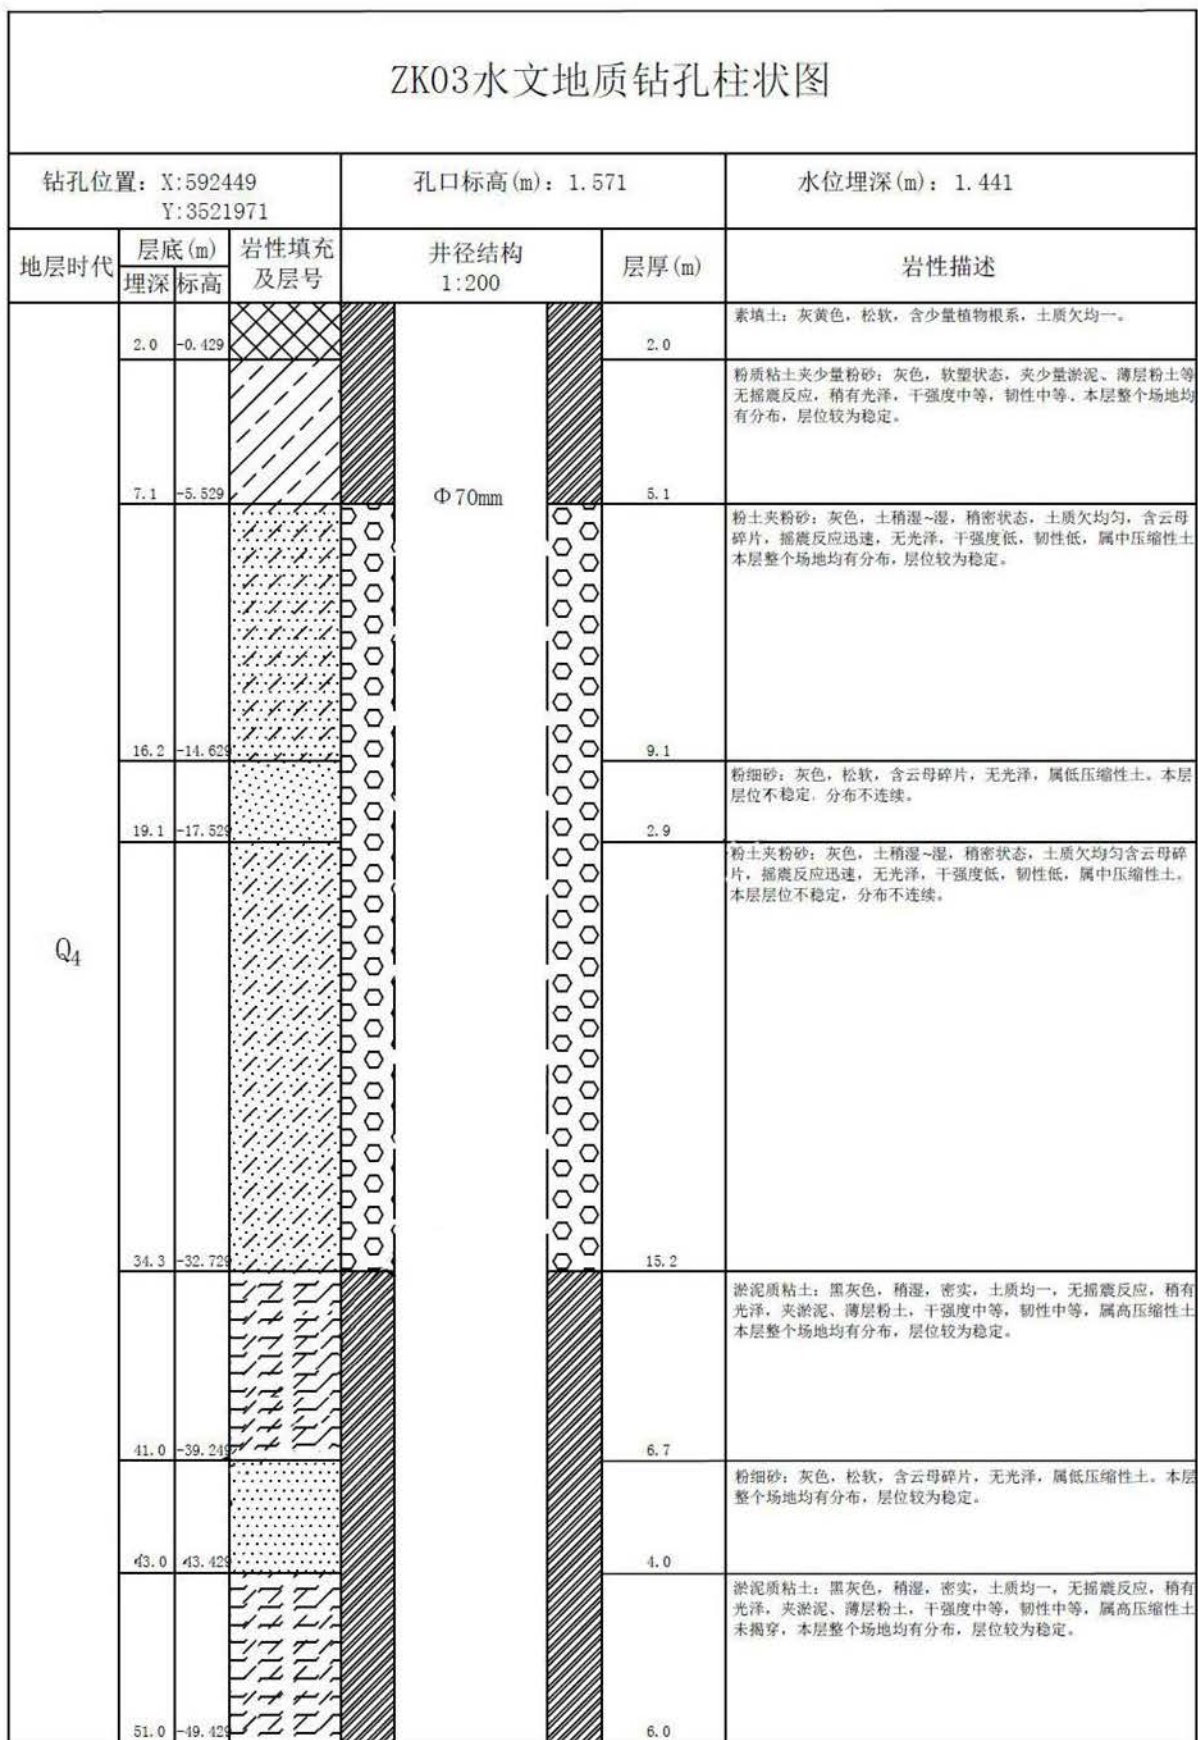 ZK03水文地质钻孔柱状图
钻孔位置：X:592449
Y:3521971
孔口标高(m)：1.571
水位埋深(m)：1.441
地层时代
层底(m)
埋深
标高
岩性填充
及层号
井径结构
1:200
层厚(m)
岩性描述
Q4
Φ70mm
2.0
-0.429
2.0
素填土：灰黄色，松软，含少量植物根系，土质欠均一。
7.1
-5.529
5.1
粉质粘土夹少量粉砂：灰色，软塑状态，夹少量淤泥、薄层粉土等
无摇震反应，稍有光泽，干强度中等，韧性中等．本层整个场地均
有分布，层位较为稳定。
16.2
-14.629
9.1
粉土夹粉砂：灰色，土稍湿~湿，稍密状态，土质欠均匀，含云母
碎片，摇震反应迅速，无光泽，干强度低，韧性低，属中压缩性土
本层整个场地均有分布，层位较为稳定。
19.1
-17.529
2.9
粉细砂：灰色，松软，含云母碎片，无光泽，属低压缩性土。本层
层位不稳定，分布不连续。
34.3
-32.729
15.2
粉土夹粉砂：灰色，土稍湿~湿，稍密状态，土质欠均匀含云母碎
片，摇震反应迅速，无光泽，干强度低，韧性低，属中压缩性土。
本层层位不稳定，分布不连续。
41.0
-39.249
6.7
淤泥质粘土：黑灰色，稍湿，密实，土质均一，无摇震反应，稍有
光泽，夹淤泥、薄层粉土，干强度中等，韧性中等，属高压缩性土
本层整个场地均有分布，层位较为稳定。
43.0
43.429
4.0
粉细砂：灰色，松软，含云母碎片，无光泽，属低压缩性土。本层
整个场地均有分布，层位较为稳定。
51.0
-49.429
6.0
淤泥质粘土：黑灰色，稍湿，密实，土质均一，无摇震反应，稍有
光泽，夹淤泥、薄层粉土，干强度中等，韧性中等，属高压缩性土
未揭穿，本层整个场地均有分布，层位较为稳定。